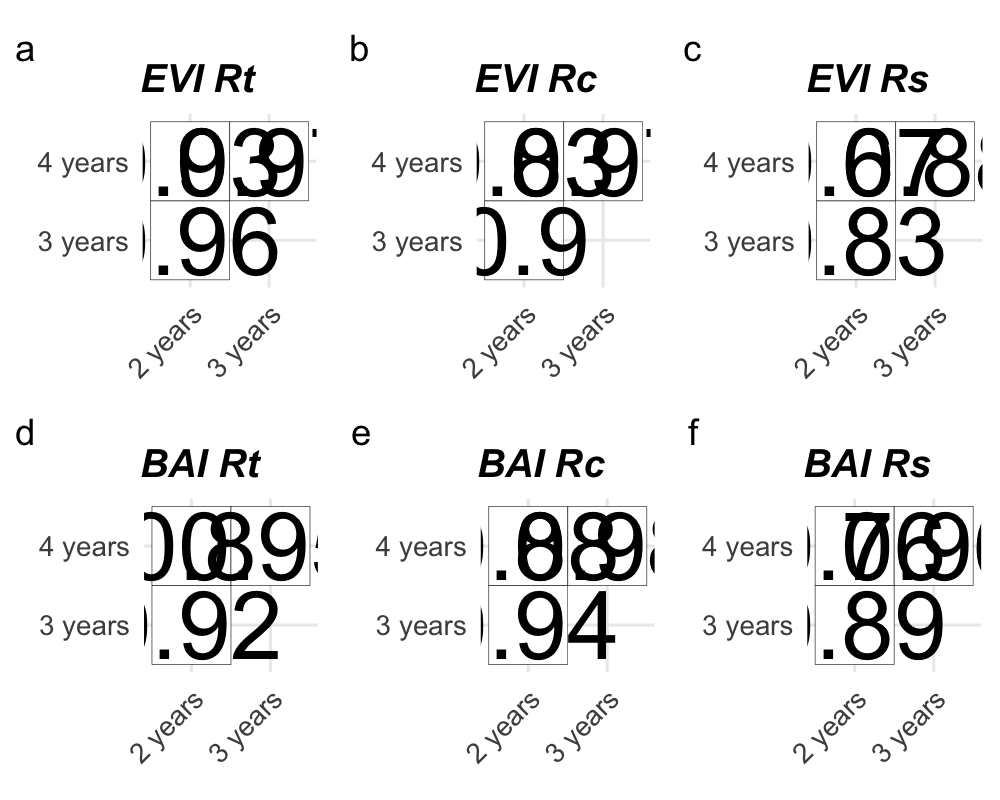 a
b
c
EVI Rt
EVI Rc
EVI Rs
4 years
4 years
4 years
3 years
.96
3 years
0.9
3 years
.83
2 years
3 years
2 years
3 years
2 years
3 years
d
e
f
BAI Rt
BAI Rc
BAI Rs
4 years
4 years
4 years
3 years
.92
3 years
.94
3 years
.89
2 years
3 years
2 years
3 years
2 years
3 years